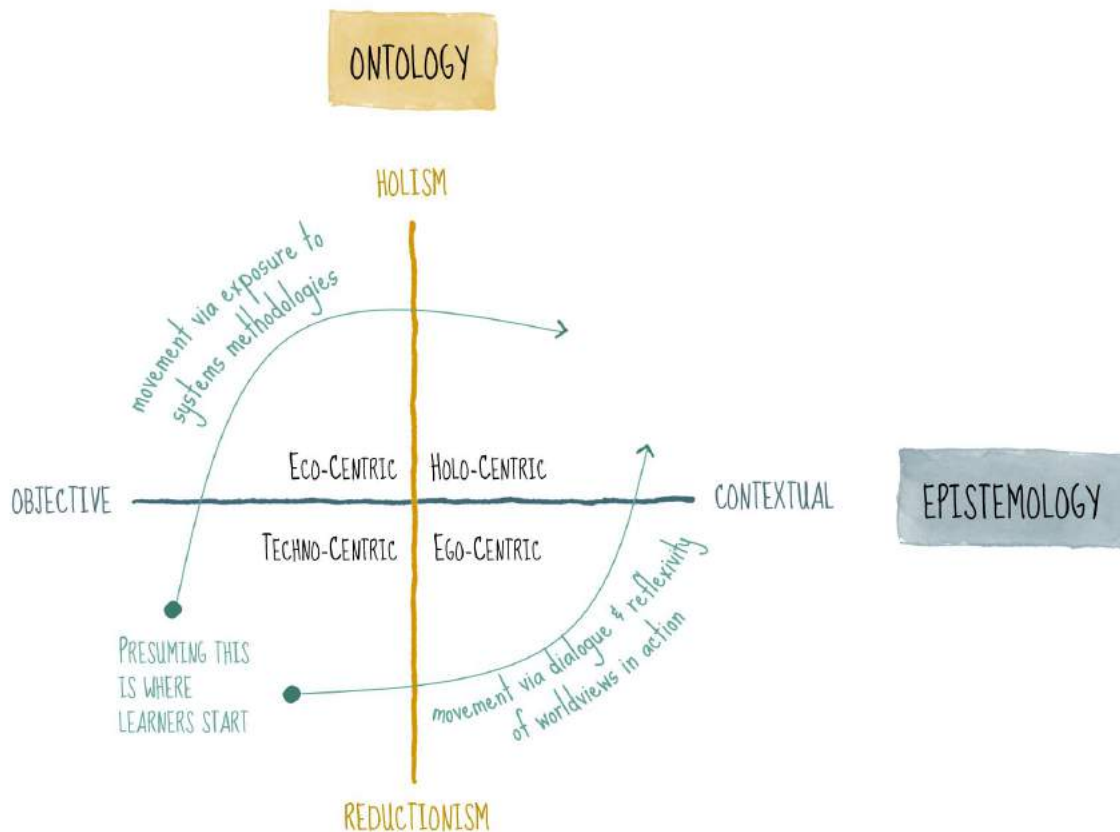 ONTOLOGY
HOLISM
movement via exposure to
systems methodologies
ECO-CENTRIC
HOLO-CENTRIC
OBJECTIVE
CONTEXTUAL
EPISTEMOLOGY
TECHNO-CENTRIC
EGO-CENTRIC
PRESUMING THIS
IS WHERE
LEARNERS START
movement via dialogue & reflexivity
of worldviews in action
REDUCTIONISM